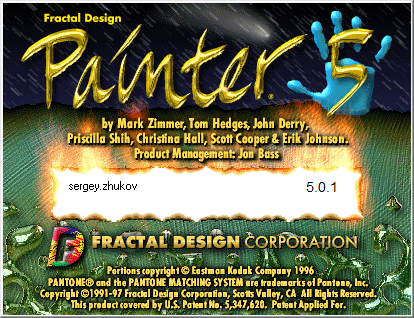 Fractal Design
Painter 5
by Mark Zimmer, Tom Hedges, John Derry,
Priscilla Shih, Christina Hall, Scott Cooper & Erik Johnson.
Product Management: Jon Bass
sergey.zhukov 5.0.1
FRACTAL DESIGN CORPORATION
Portions copyright © Eastman Kodak Company 1996
PANTONE® and the PANTONE MATCHING SYSTEM are trademarks of Pantone, Inc.
Copyright ©1991-97 Fractal Design Corporation, Scotts Valley, CA All Rights Reserved.
This product covered by U.S. Patent No. 5,347,620. Patent Applied For.